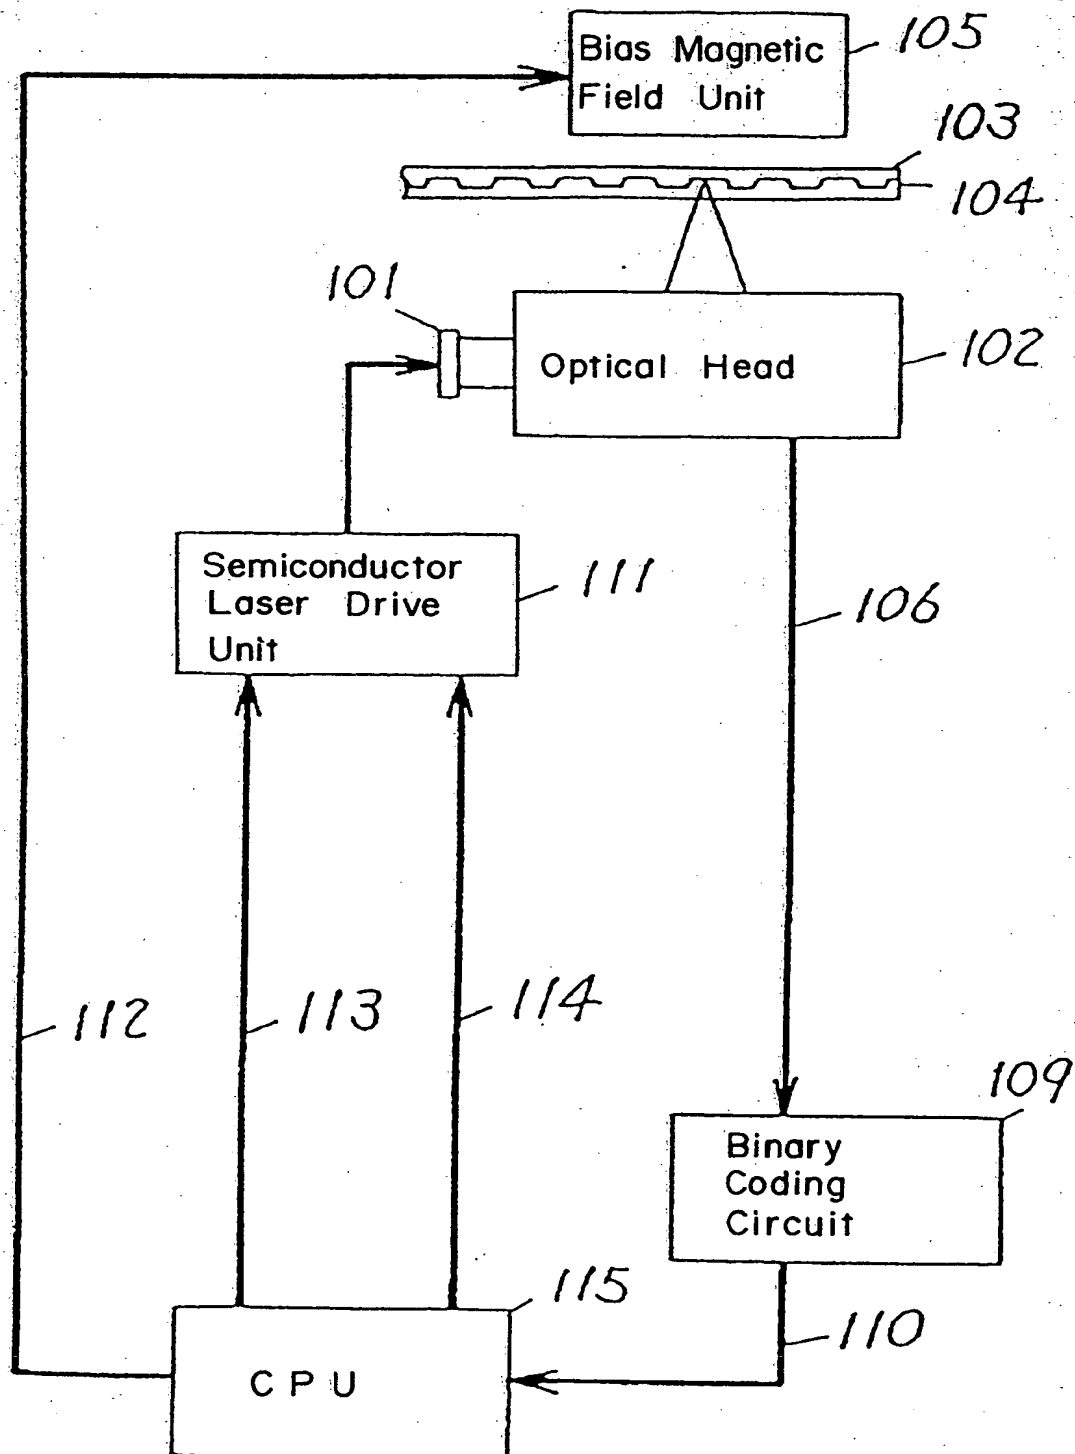 Bias Magnetic
Field Unit
105
103
104
101
Optical Head
102
Semiconductor
Laser Drive
Unit
111
106
112
113
114
109
Binary
Coding
Circuit
115
110
CPU